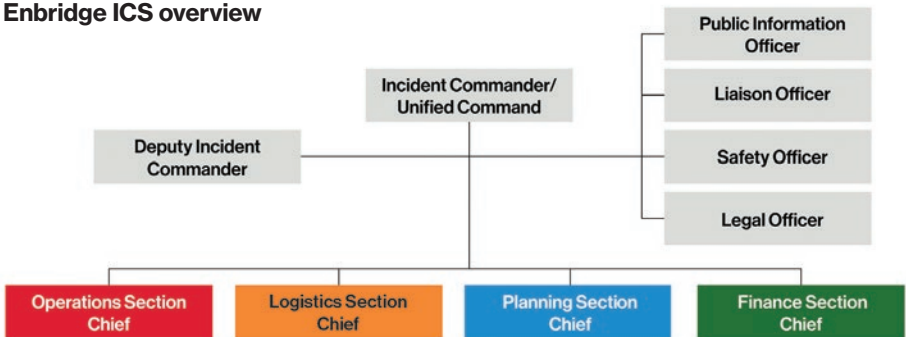 Enbridge ICS overview
Public Information
Officer
Incident Commander/
Unified Command
Liaison Officer
Deputy Incident
Commander
Safety Officer
Legal Officer
Operations Section
Chief
Logistics Section
Chief
Planning Section
Chief
Finance Section
Chief